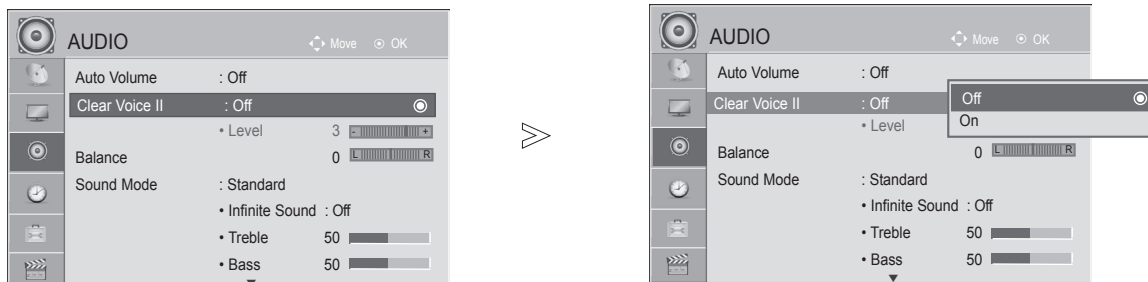 AUDIO Move OK
Auto Volume : Off
Clear Voice II : Off
• Level 3 - +
Balance 0 L R
Sound Mode : Standard
• Infinite Sound : Off
• Treble 50
• Bass 50
AUDIO Move OK
Auto Volume : Off
Clear Voice II : Off
• Level
Off
On
Balance 0 L R
Sound Mode : Standard
• Infinite Sound : Off
• Treble 50
• Bass 50